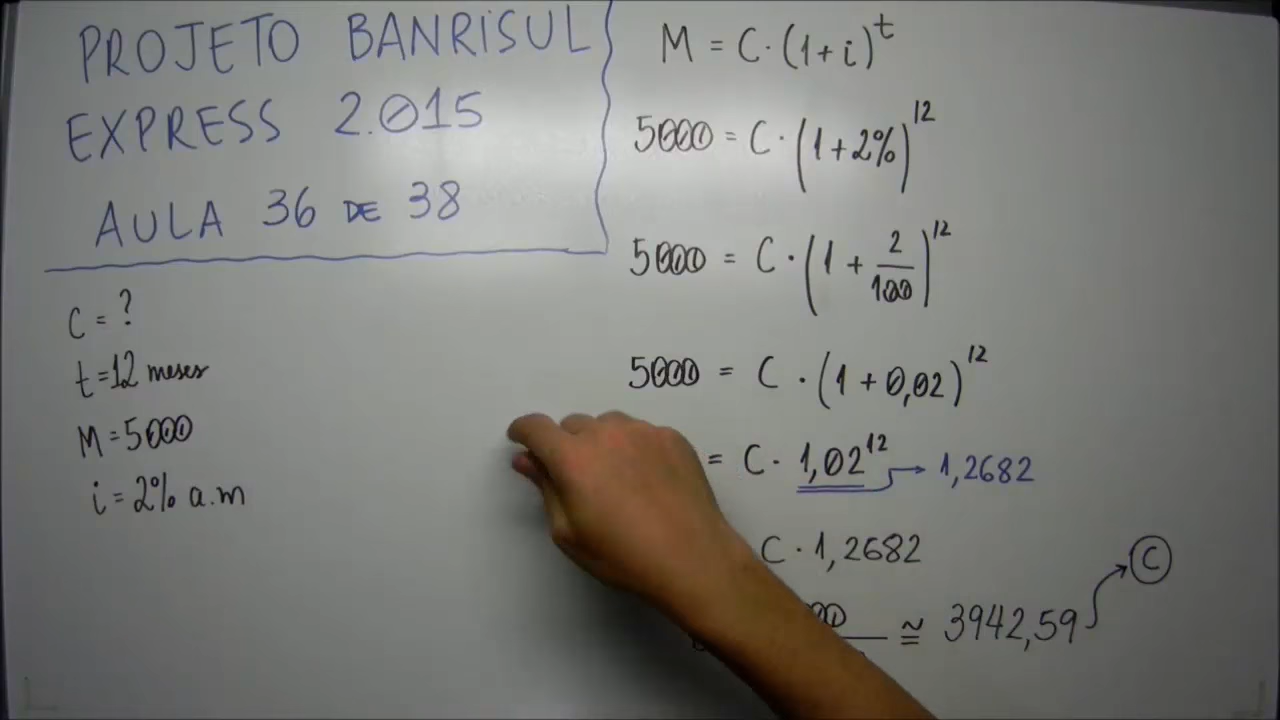 PROJETO BANRISUL
EXPRESS 2.015
AULA 36 DE 38
C = ?
t = 12 meses
M = 5000
i = 2% a.m
M = C · (1 + i)^t
5000 = C · (1 + 2%)^12
5000 = C · (1 + 2/100)^12
5000 = C · (1 + 0,02)^12
= C · 1,02^12 → 1,2682
C · 1,2682
≅ 3942,59 → C